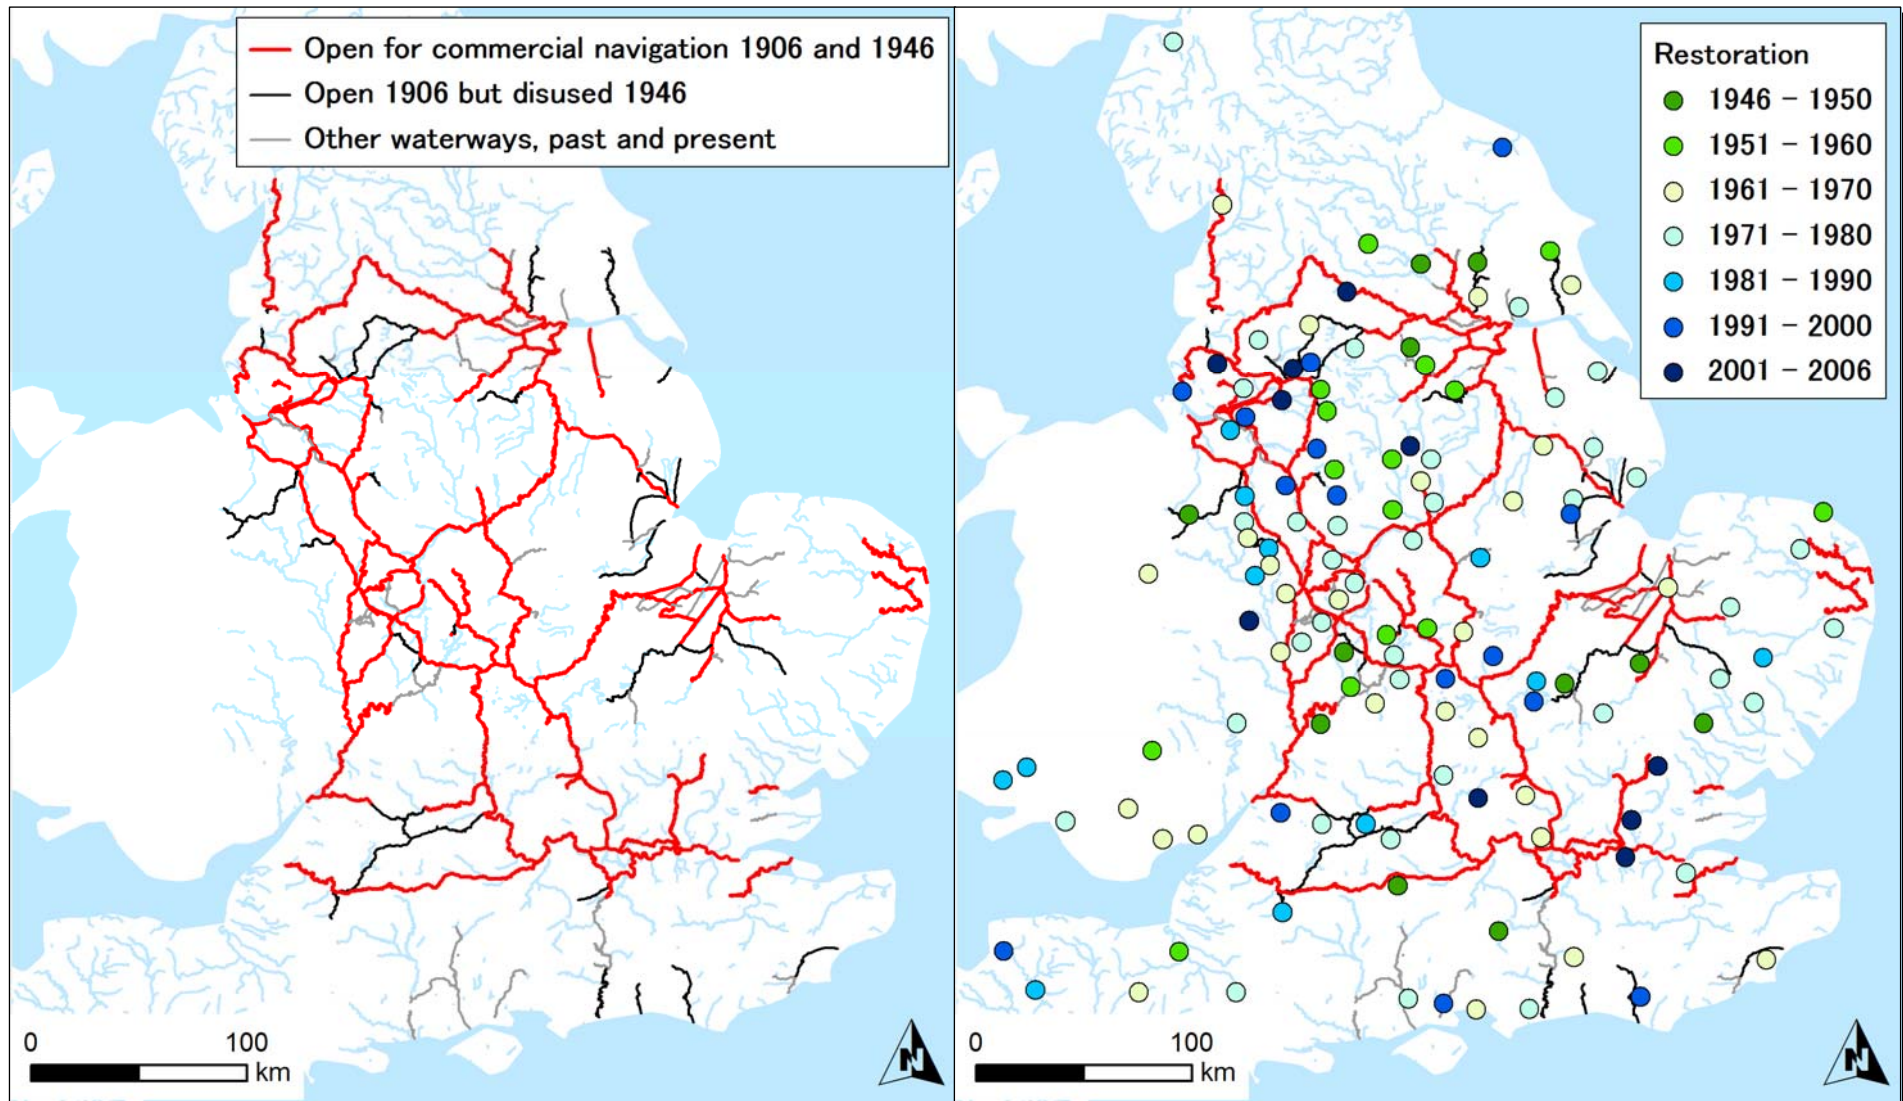 Open for commercial navigation 1906 and 1946
Open 1906 but disused 1946
Other waterways, past and present
0 100
km
N
Restoration
1946 – 1950
1951 – 1960
1961 – 1970
1971 – 1980
1981 – 1990
1991 – 2000
2001 – 2006
0 100
km
N